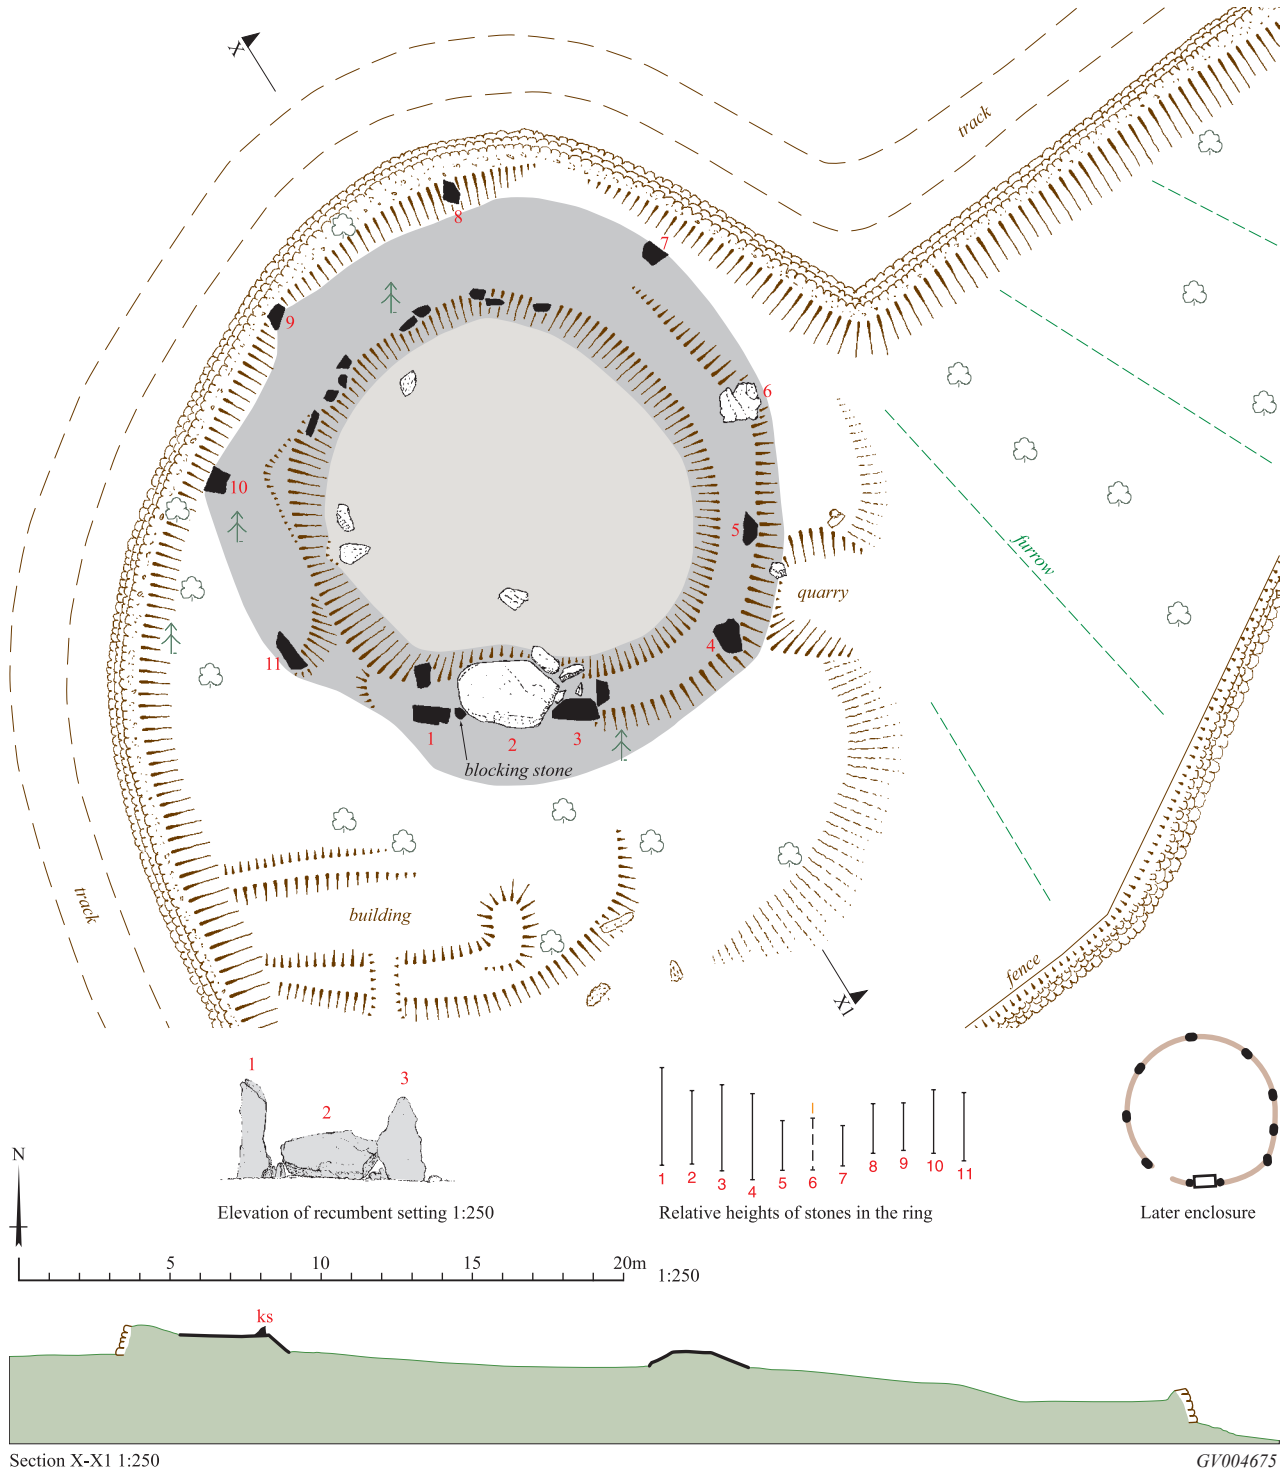 X
track
8
7
9
6
10
5
furrow
quarry
4
11
1
2
3
blocking stone
track
building
fence
X1
1
2
3
N
1
2
3
4
5
6
7
8
9
10
11
Elevation of recumbent setting 1:250
Relative heights of stones in the ring
Later enclosure
5
10
15
20m
1:250
ks
Section X-X1 1:250
GV004675